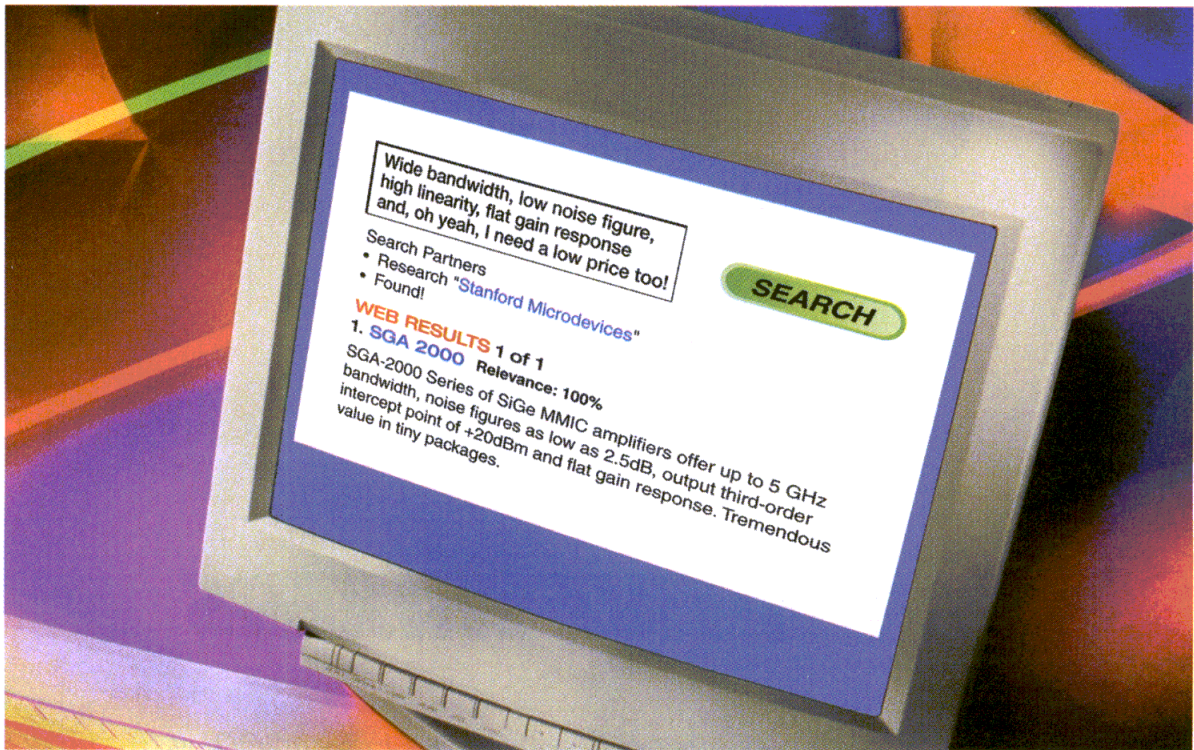 Wide bandwidth, low noise figure,
high linearity, flat gain response
and, oh yeah, I need a low price too!
SEARCH
Search Partners
• Research "Stanford Microdevices"
• Found!
WEB RESULTS 1 of 1
1. SGA 2000 Relevance: 100%
SGA-2000 Series of SiGe MMIC amplifiers offer up to 5 GHz
bandwidth, noise figures as low as 2.5dB, output third-order
intercept point of +20dBm and flat gain response. Tremendous
value in tiny packages.